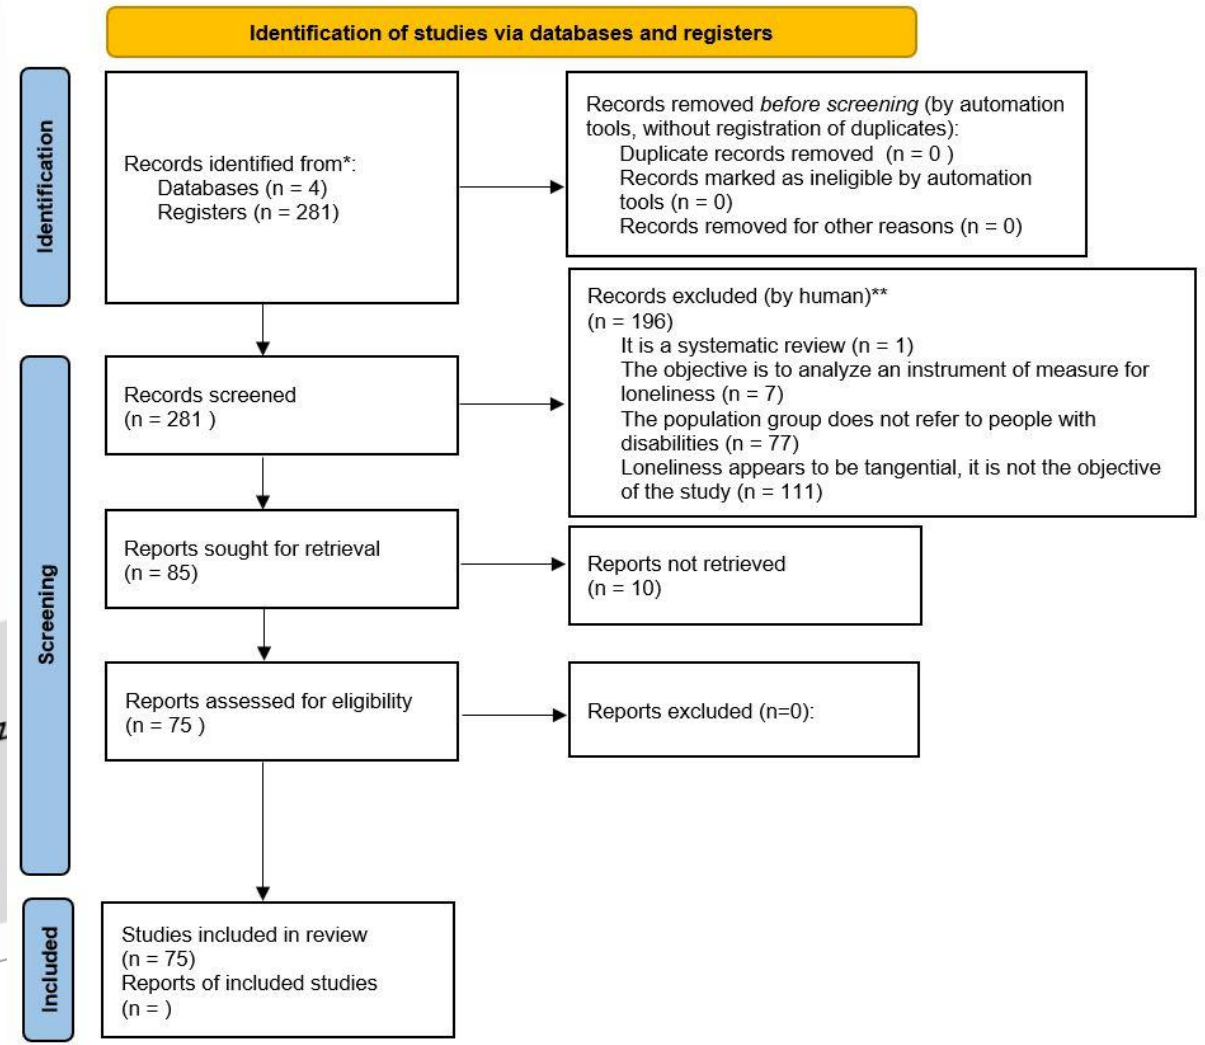 Identification of studies via databases and registers
Identification
Records identified from*:
Databases (n = 4)
Registers (n = 281)
Records removed before screening (by automation
tools, without registration of duplicates):
Duplicate records removed (n = 0 )
Records marked as ineligible by automation
tools (n = 0)
Records removed for other reasons (n = 0)
Screening
Records screened
(n = 281 )
Records excluded (by human)**
(n = 196)
It is a systematic review (n = 1)
The objective is to analyze an instrument of measure for
loneliness (n = 7)
The population group does not refer to people with
disabilities (n = 77)
Loneliness appears to be tangential, it is not the objective
of the study (n = 111)
Reports sought for retrieval
(n = 85)
Reports not retrieved
(n = 10)
Reports assessed for eligibility
(n = 75 )
Reports excluded (n=0):
Included
Studies included in review
(n = 75)
Reports of included studies
(n = )